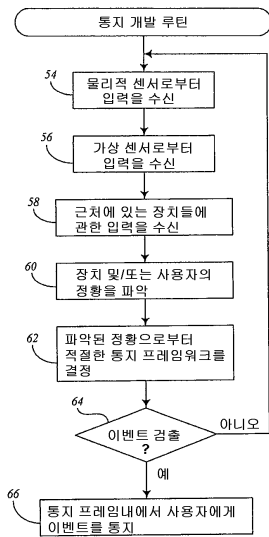 통지 개발 루틴
54
물리적 센서로부터
입력을 수신
56
가상 센서로부터
입력을 수신
58
근처에 있는 장치들에
관한 입력을 수신
60
장치 및/또는 사용자의
정황을 파악
62
파악된 정황으로부터
적절한 통지 프레임워크를
결정
64
이벤트 검출
?
아니오
예
66
통지 프레임내에서 사용자에게
이벤트를 통지